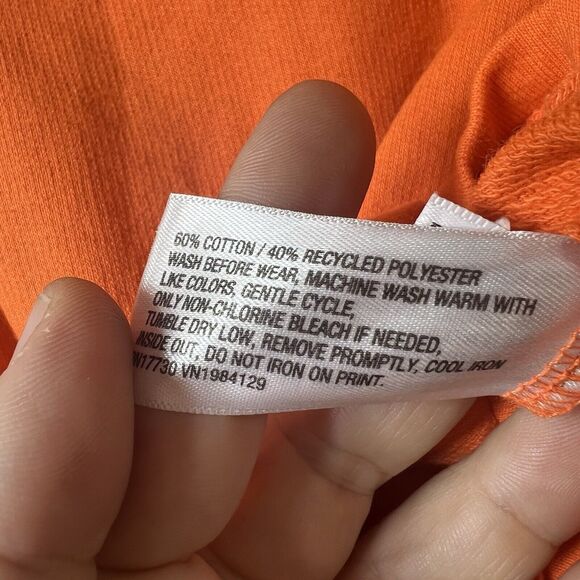 60% COTTON / 40% RECYCLED POLYESTER
WASH BEFORE WEAR, MACHINE WASH WARM WITH
LIKE COLORS, GENTLE CYCLE,
ONLY NON-CHLORINE BLEACH IF NEEDED,
TUMBLE DRY LOW, REMOVE PROMPTLY, COOL IRON
INSIDE OUT, DO NOT IRON ON PRINT.
RN17730 VN1984129